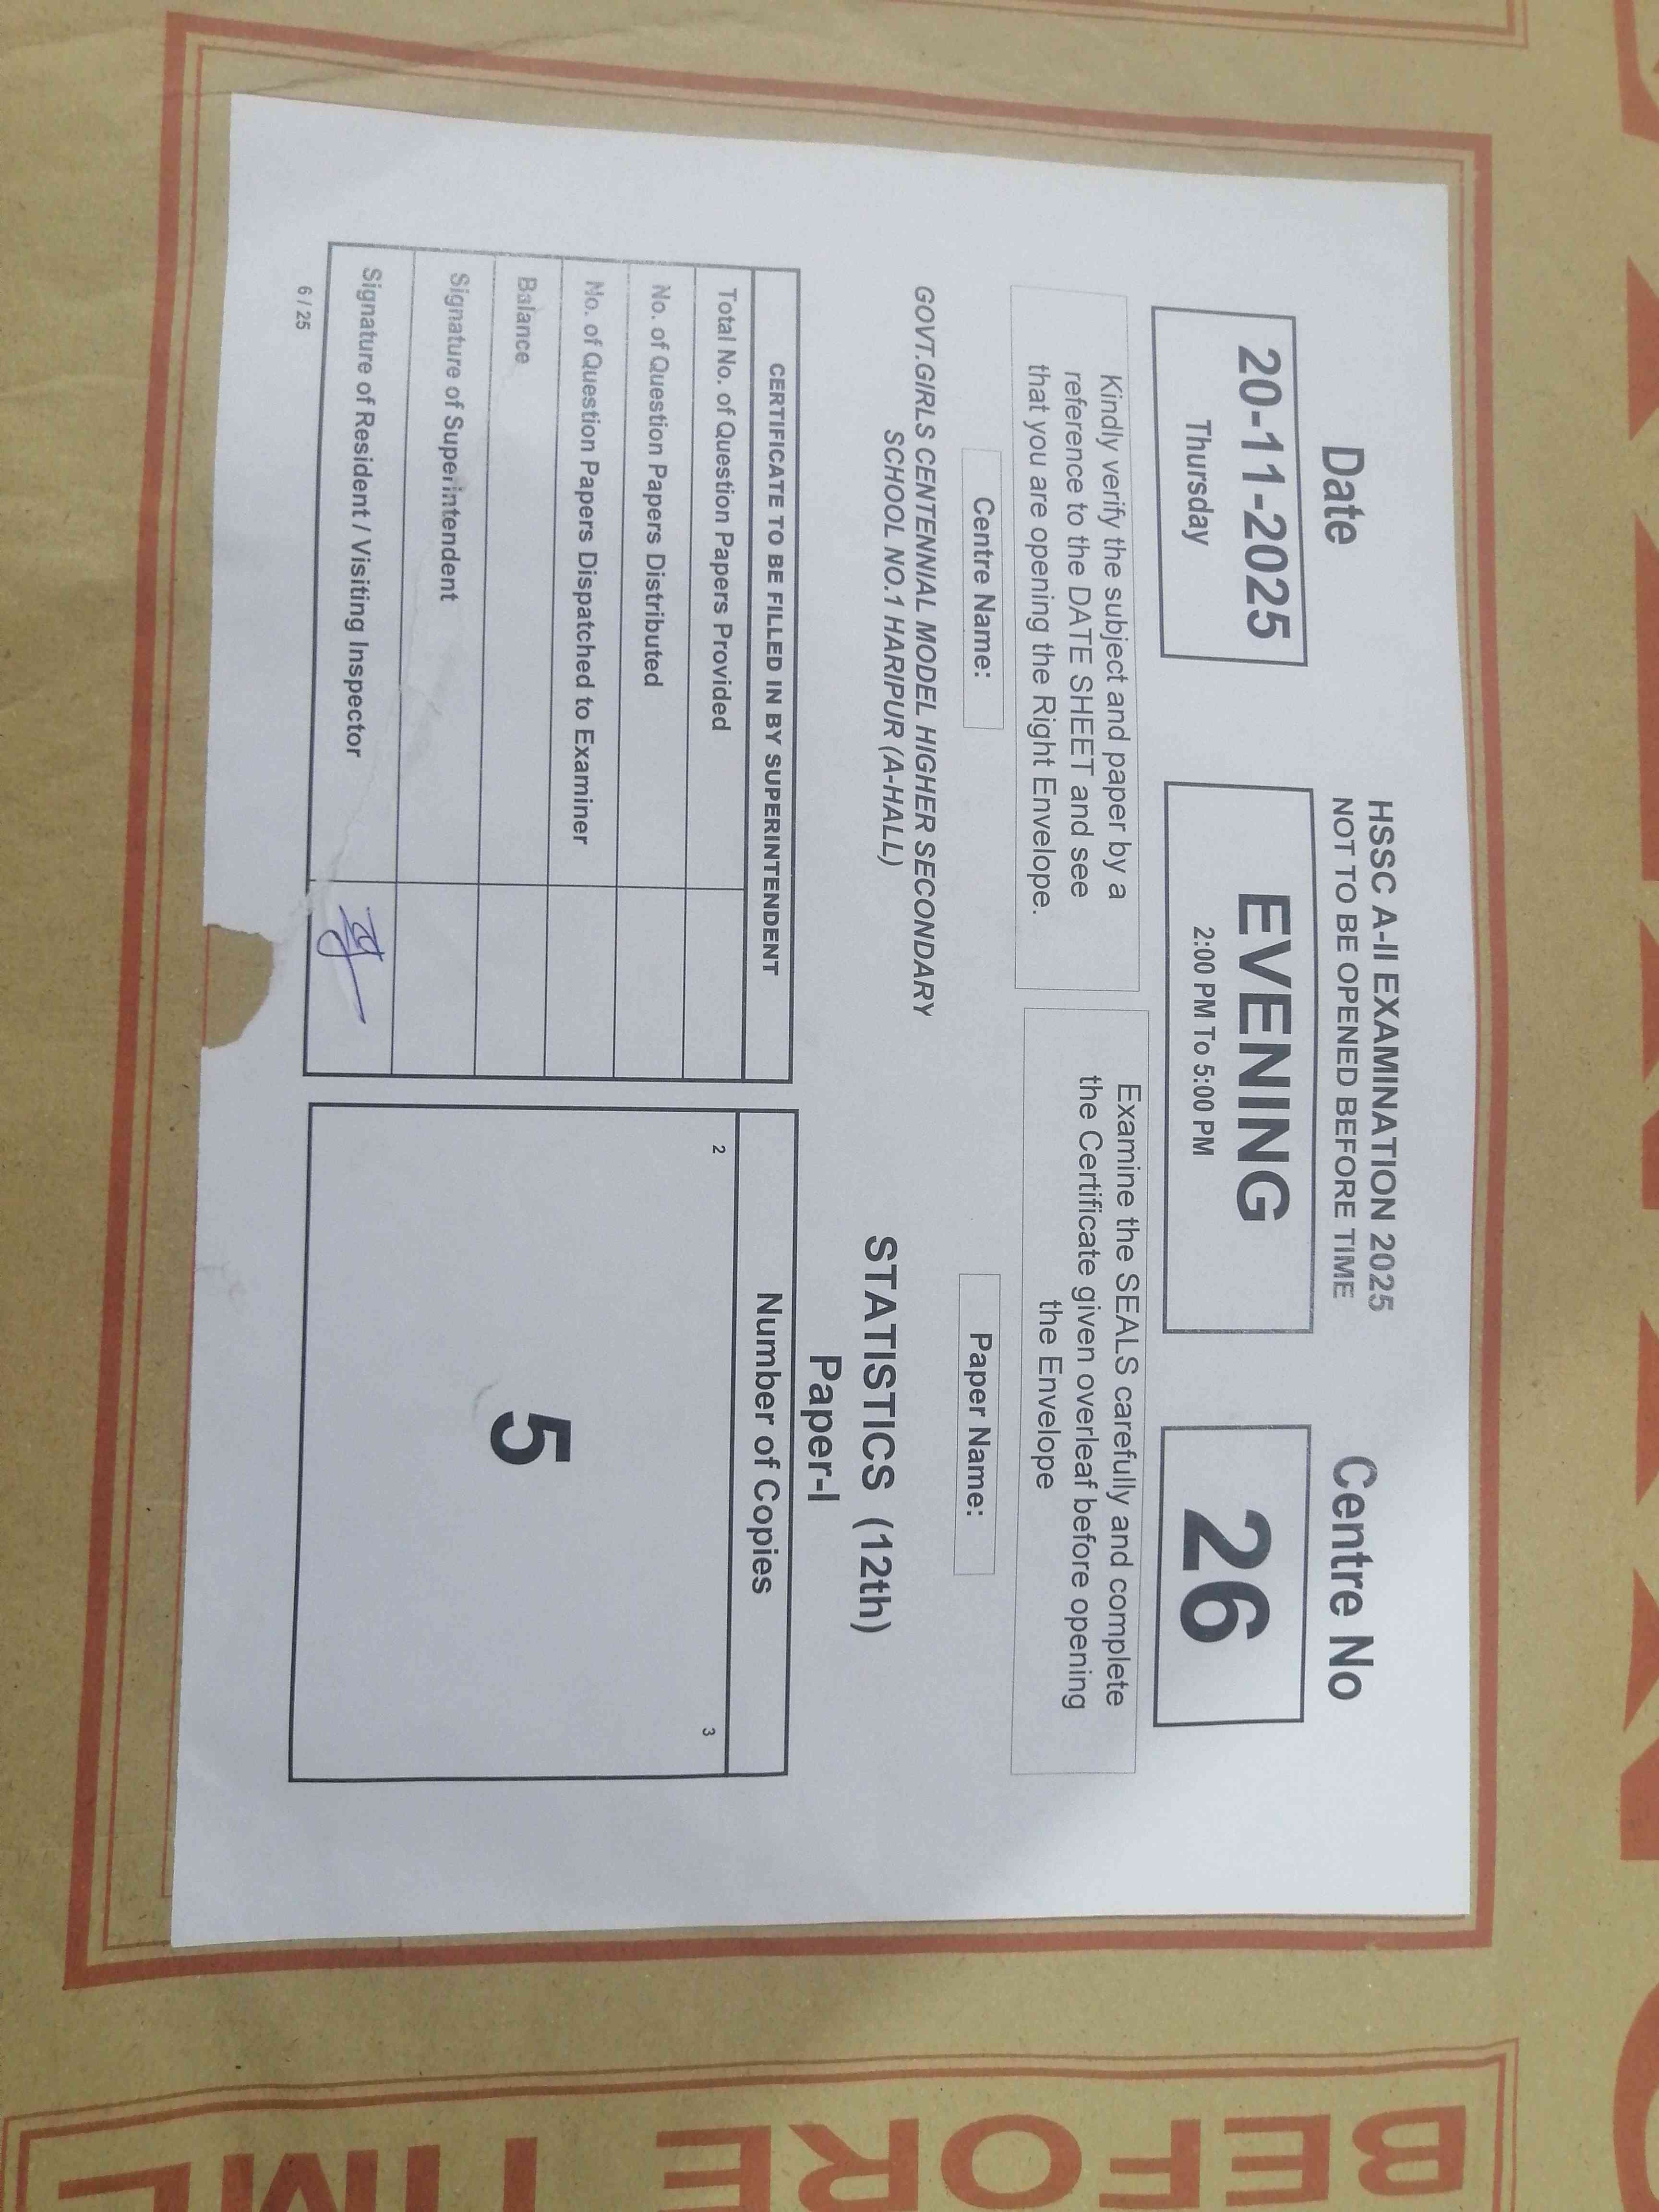 Date
HSSC A-II EXAMINATION 2025
NOT TO BE OPENED BEFORE TIME
Centre No
20-11-2025
Thursday
EVENING
2:00 PM To 5:00 PM
26
Kindly verify the subject and paper by a
reference to the DATE SHEET and see
that you are opening the Right Envelope.
Examine the SEALS carefully and complete
the Certificate given overleaf before opening
the Envelope
Centre Name:
Paper Name:
GOVT.GIRLS CENTENNIAL MODEL HIGHER SECONDARY
SCHOOL NO.1 HARIPUR (A-HALL)
STATISTICS (12th)
Paper-I
CERTIFICATE TO BE FILLED IN BY SUPERINTENDENT
Total No. of Question Papers Provided
No. of Question Papers Distributed
No. of Question Papers Dispatched to Examiner
Balance
Signature of Superintendent
Signature of Resident / Visiting Inspector
Number of Copies
2
3
5
6 / 25
BEFORE
TIME